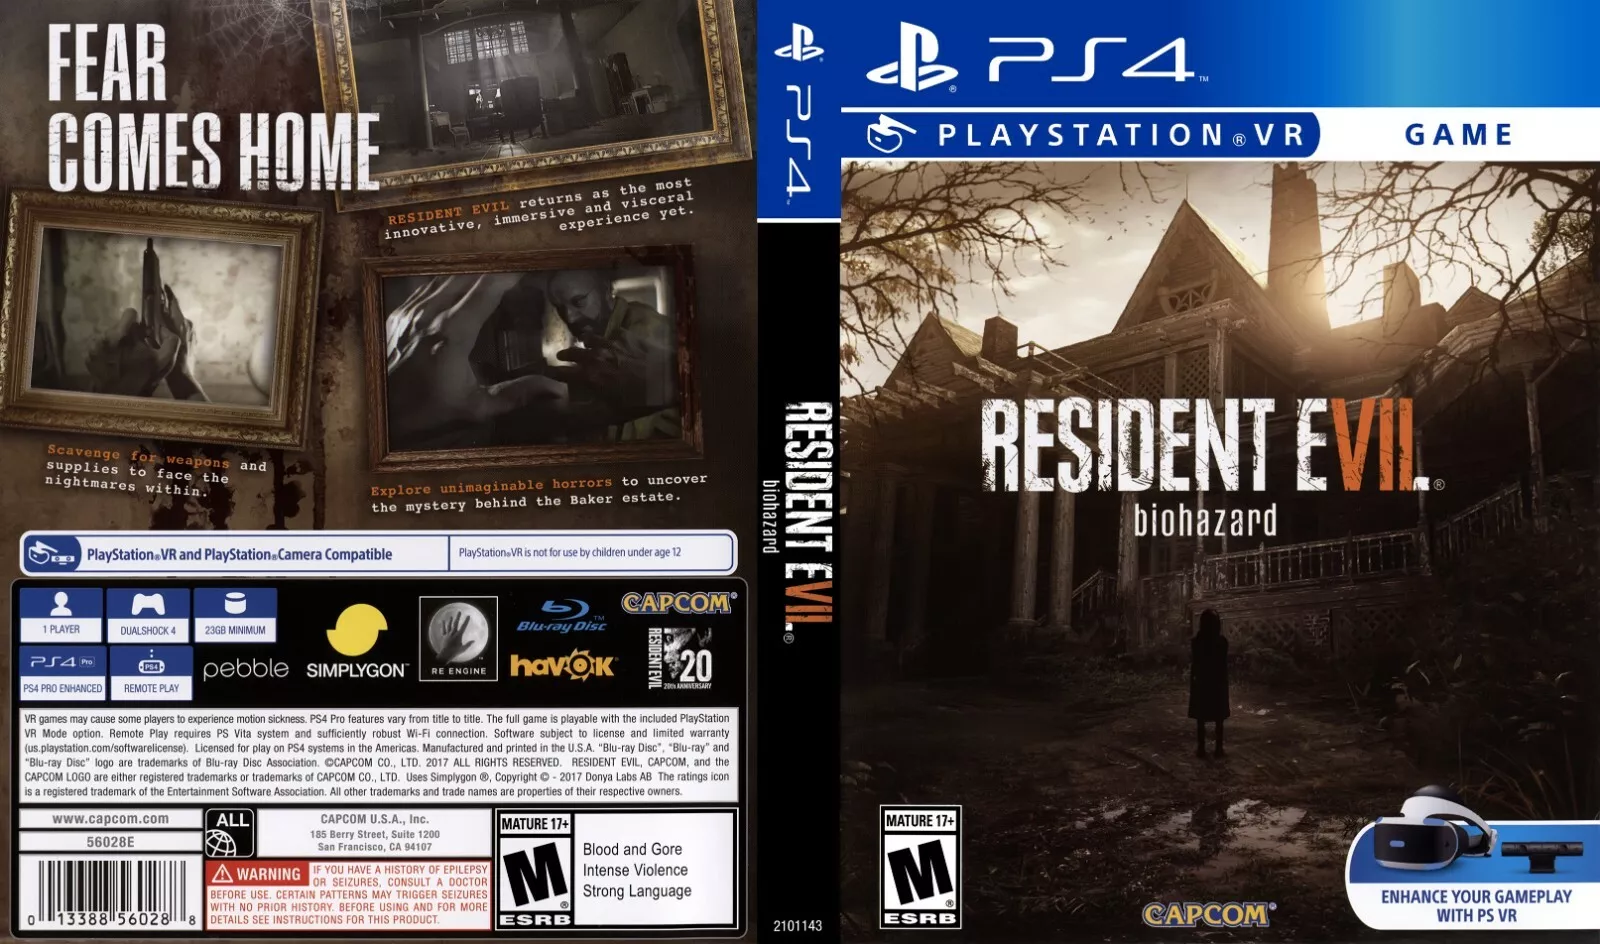 FEAR
COMES HOME
RESIDENT EVIL returns as the most
innovative, immersive and visceral
experience yet.
Scavenge for weapons and
supplies to face the
nightmares within.
Explore unimaginable horrors to uncover
the mystery behind the Baker estate.
PlayStation®VR and PlayStation®Camera Compatible
PlayStation®VR is not for use by children under age 12
1 PLAYER
DUALSHOCK 4
23GB MINIMUM
PS4 Pro
PS4 PRO ENHANCED
PS4
REMOTE PLAY
pebble
SIMPLYGON™
RE ENGINE
Blu-ray Disc™
havok®
CAPCOM®
RESIDENT EVIL
20
20th ANNIVERSARY
VR games may cause some players to experience motion sickness. PS4 Pro features vary from title to title. The full game is playable with the included PlayStation
VR Mode option. Remote Play requires PS Vita system and sufficiently robust Wi-Fi connection. Software subject to license and limited warranty
(us.playstation.com/softwarelicense). Licensed for play on PS4 systems in the Americas. Manufactured and printed in the U.S.A. “Blu-ray Disc”, “Blu-ray” and
“Blu-ray Disc” logo are trademarks of Blu-ray Disc Association. ©CAPCOM CO., LTD. 2017 ALL RIGHTS RESERVED. RESIDENT EVIL, CAPCOM, and the
CAPCOM LOGO are either registered trademarks or trademarks of CAPCOM CO., LTD. Uses Simplygon ®, Copyright © - 2017 Donya Labs AB The ratings icon
is a registered trademark of the Entertainment Software Association. All other trademarks and trade names are properties of their respective owners.
www.capcom.com
56028E
0 13388 56028 8
ALL
CAPCOM U.S.A., Inc.
185 Berry Street, Suite 1200
San Francisco, CA 94107
WARNING IF YOU HAVE A HISTORY OF EPILEPSY
OR SEIZURES, CONSULT A DOCTOR
BEFORE USE. CERTAIN PATTERNS MAY TRIGGER SEIZURES
WITH NO PRIOR HISTORY. BEFORE USING AND FOR MORE
DETAILS SEE INSTRUCTIONS FOR THIS PRODUCT.
MATURE 17+
M®
ESRB
Blood and Gore
Intense Violence
Strong Language
PS4™
RESIDENT EVIL®
biohazard
2101143
PS4™
PLAYSTATION®VR
GAME
RESIDENT EVIL®
biohazard
MATURE 17+
M®
ESRB
CAPCOM®
ENHANCE YOUR GAMEPLAY
WITH PS VR